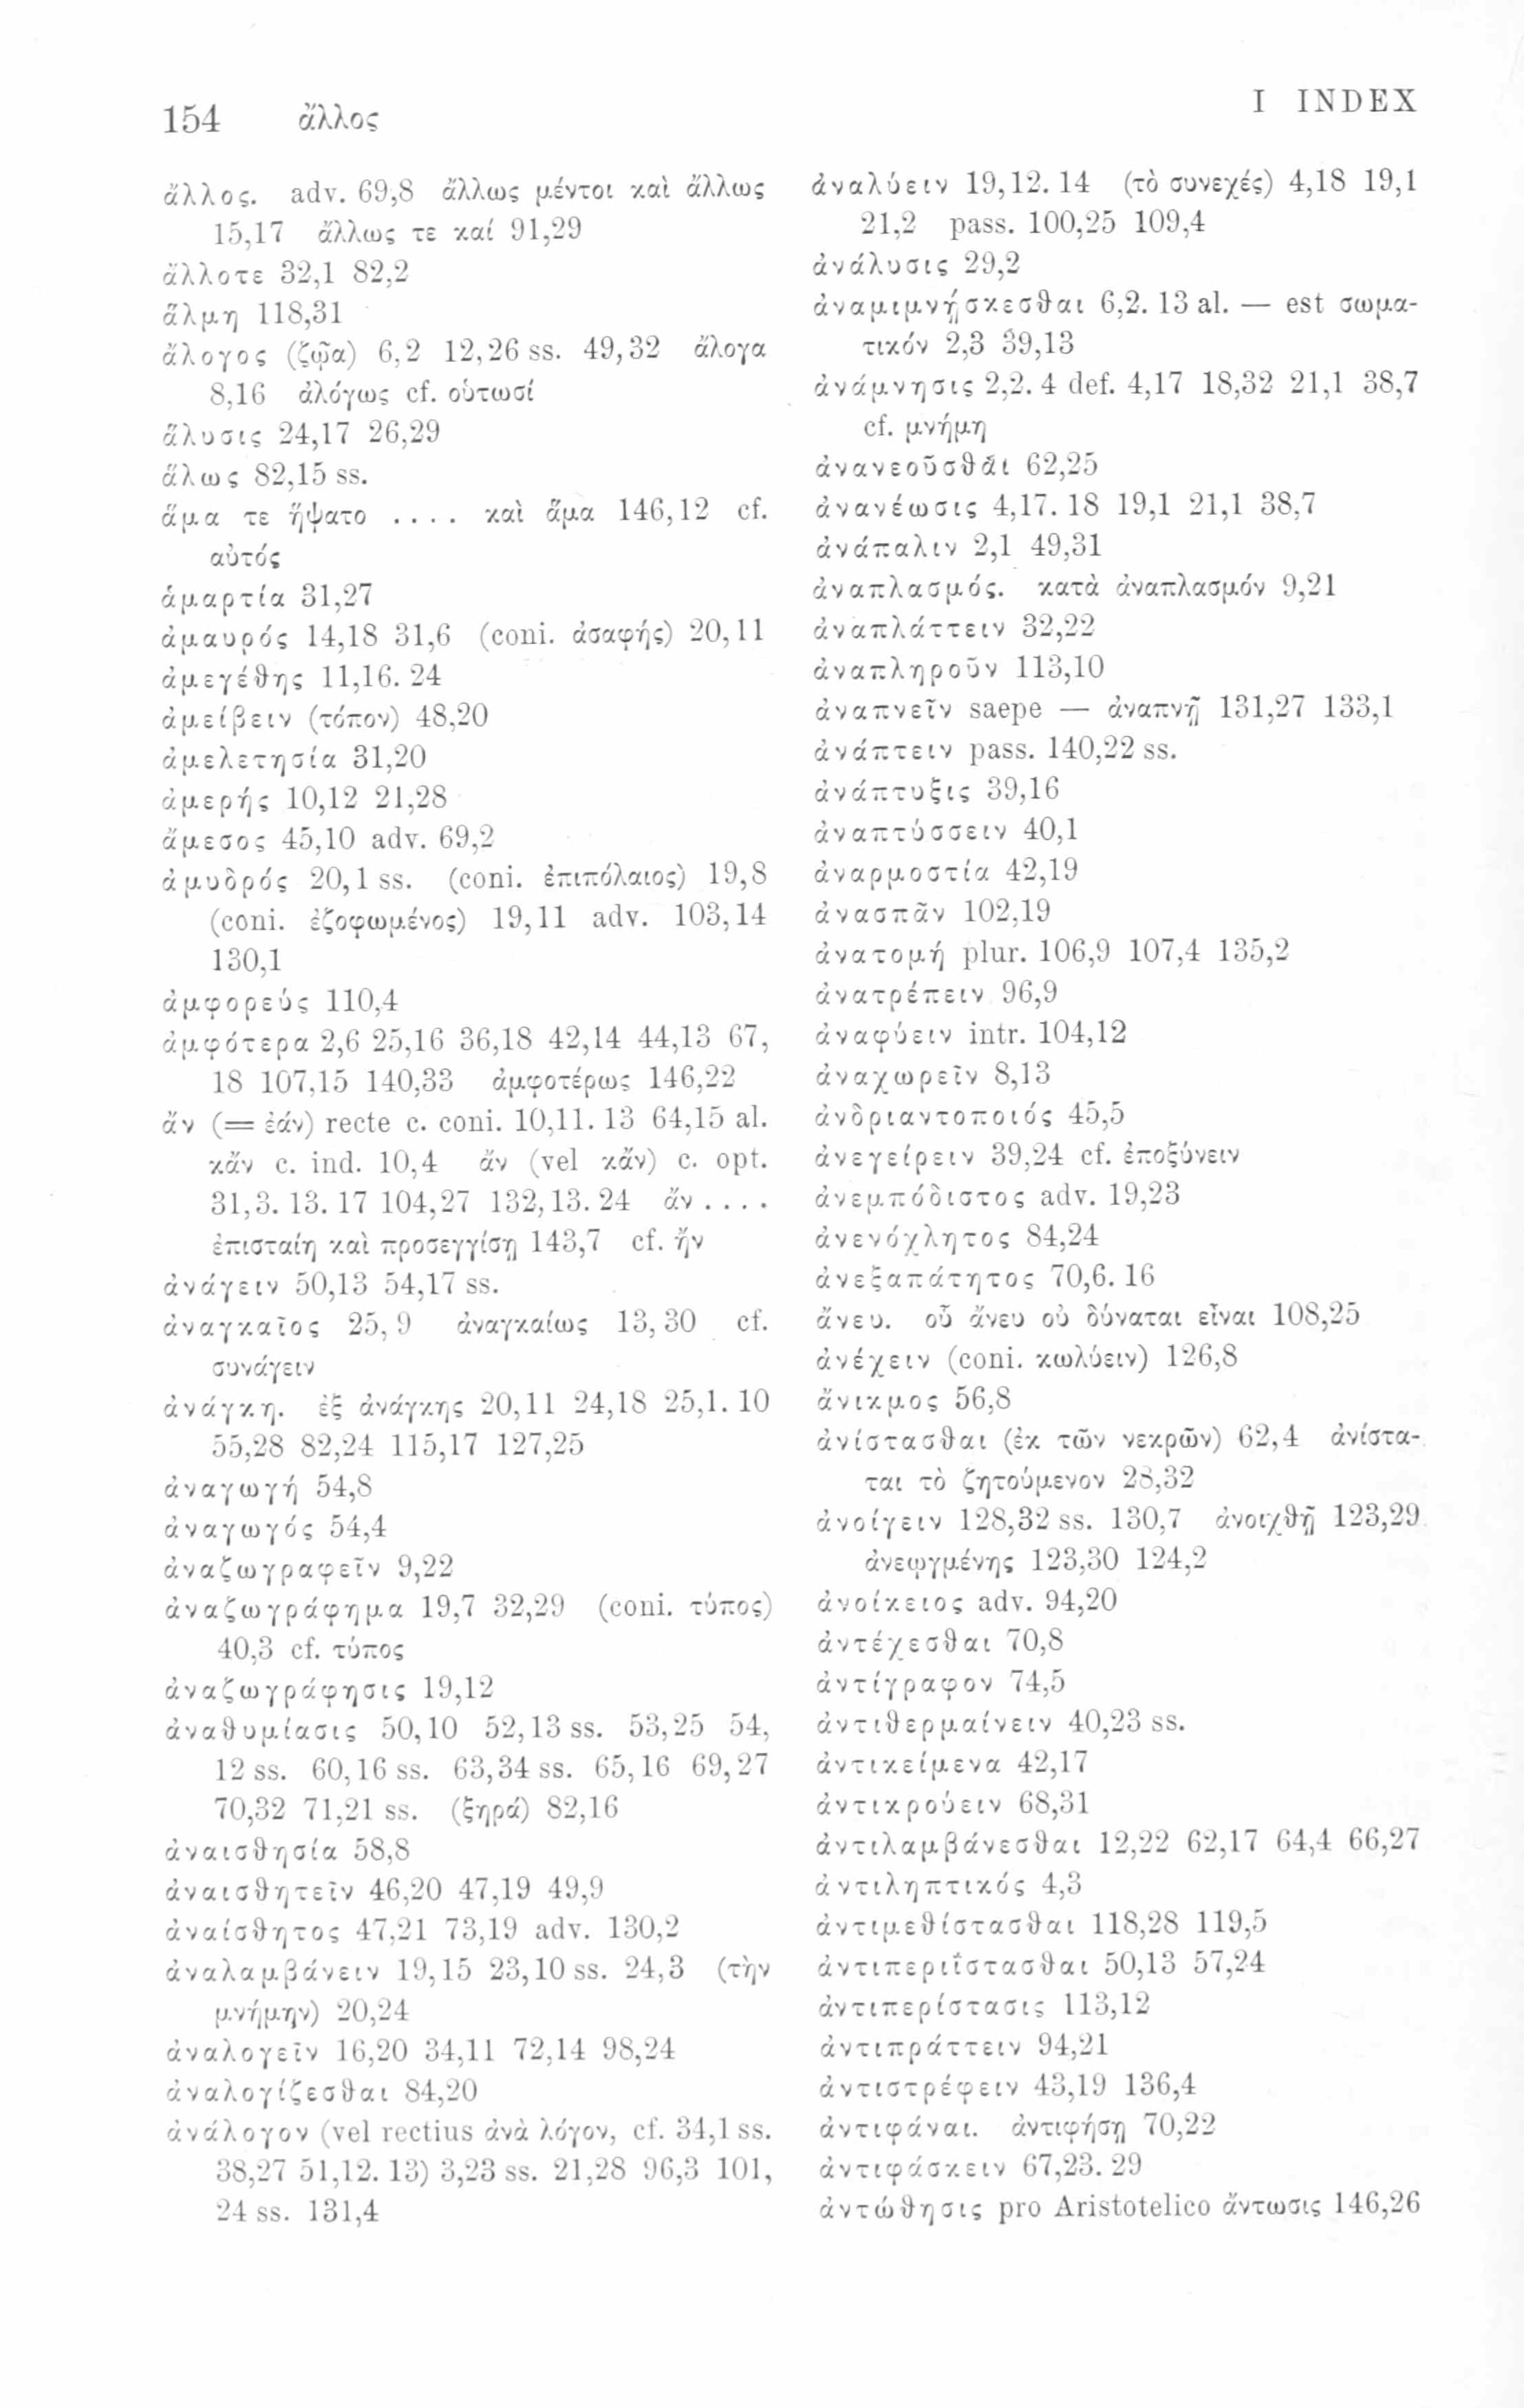 154 ἄλλος
I INDEX
ἄλλος. adv. 69,8 ἄλλως μέντοι καὶ ἄλλως
15,17 ἄλλως τε καί 91,29
ἄλλοτε 32,1 82,2
ἅλμη 118,31
ἄλογος (ζῷα) 6,2 12,26 ss. 49,32 ἄλογα
8,16 ἀλόγως cf. οὑτωσί
ἅλυσις 24,17 26,29
ἅλως 82,15 ss.
ἅμα τε ἥψατο .... καὶ ἅμα 146,12 cf.
αὐτός
ἁμαρτία 31,27
ἀμαυρός 14,18 31,6 (coni. ἀσαφής) 20,11
ἀμεγέθης 11,16. 24
ἀμείβειν (τόπον) 48,20
ἀμελετησία 31,20
ἀμερής 10,12 21,28
ἄμεσος 45,10 adv. 69,2
ἀμυδρός 20,1 ss. (coni. ἐπιπόλαιος) 19,8
(coni. ἐζοφωμένος) 19,11 adv. 103,14
130,1
ἀμφορεύς 110,4
ἀμφότερα 2,6 25,16 36,18 42,14 44,13 67,
18 107,15 140,33 ἀμφοτέρως 146,22
ἄν (= ἐάν) recte c. coni. 10,11. 13 64,15 al.
κἄν c. ind. 10,4 ἄν (vel κἄν) c. opt.
31,3. 13. 17 104,27 132,13. 24 ἄν ....
ἐπισταίη καὶ προσεγγίσῃ 143,7 cf. ἤν
ἀνάγειν 50,13 54,17 ss.
ἀναγκαῖος 25,9 ἀναγκαίως 13,30 cf.
συνάγειν
ἀνάγκη. ἐξ ἀνάγκης 20,11 24,18 25,1. 10
55,28 82,24 115,17 127,25
ἀναγωγή 54,8
ἀναγωγός 54,4
ἀναζωγραφεῖν 9,22
ἀναζωγράφημα 19,7 32,29 (coni. τύπος)
40,3 cf. τύπος
ἀναζωγράφησις 19,12
ἀναθυμίασις 50,10 52,13 ss. 53,25 54,
12 ss. 60,16 ss. 63,34 ss. 65,16 69,27
70,32 71,21 ss. (ξηρά) 82,16
ἀναισθησία 58,8
ἀναισθητεῖν 46,20 47,19 49,9
ἀναίσθητος 47,21 73,19 adv. 130,2
ἀναλαμβάνειν 19,15 23,10 ss. 24,3 (τὴν
μνήμην) 20,24
ἀναλογεῖν 16,20 34,11 72,14 98,24
ἀναλογίζεσθαι 84,20
ἀνάλογον (vel rectius ἀνὰ λόγον, cf. 34,1 ss.
38,27 51,12. 13) 3,23 ss. 21,28 96,3 101,
24 ss. 131,4
ἀναλύειν 19,12. 14 (τὸ συνεχές) 4,18 19,1
21,2 pass. 100,25 109,4
ἀνάλυσις 29,2
ἀναμιμνῄσκεσθαι 6,2. 13 al. — est σωμα-
τικόν 2,3 39,13
ἀνάμνησις 2,2. 4 def. 4,17 18,32 21,1 38,7
cf. μνήμη
ἀνανεοῦσθαι 62,25
ἀνανέωσις 4,17. 18 19,1 21,1 38,7
ἀνάπαλιν 2,1 49,31
ἀναπλασμός. κατὰ ἀναπλασμόν 9,21
ἀναπλάττειν 32,22
ἀναπληροῦν 113,10
ἀναπνεῖν saepe — ἀναπνῇ 131,27 133,1
ἀνάπτειν pass. 140,22 ss.
ἀνάπτυξις 39,16
ἀναπτύσσειν 40,1
ἀναρμοστία 42,19
ἀνασπᾶν 102,19
ἀνατομή plur. 106,9 107,4 135,2
ἀνατρέπειν 96,9
ἀναφύειν intr. 104,12
ἀναχωρεῖν 8,13
ἀνδριαντοποιός 45,5
ἀνεγείρειν 39,24 cf. ἐποξύνειν
ἀνεμπόδιστος adv. 19,23
ἀνενόχλητος 84,24
ἀνεξαπάτητος 70,6. 16
ἄνευ. οὗ ἄνευ οὐ δύναται εἶναι 108,25
ἀνέχειν (coni. κωλύειν) 126,8
ἄνικμος 56,8
ἀνίστασθαι (ἐκ τῶν νεκρῶν) 62,4 ἀνίστα-
ται τὸ ζητούμενον 28,32
ἀνοίγειν 128,32 ss. 130,7 ἀνοιχθῇ 123,29
ἀνεῳγμένης 123,30 124,2
ἀνοίκειος adv. 94,20
ἀντέχεσθαι 70,8
ἀντίγραφον 74,5
ἀντιθερμαίνειν 40,23 ss.
ἀντικείμενα 42,17
ἀντικρούειν 68,31
ἀντιλαμβάνεσθαι 12,22 62,17 64,4 66,27
ἀντιληπτικός 4,3
ἀντιμεθίστασθαι 118,28 119,5
ἀντιπεριΐστασθαι 50,13 57,24
ἀντιπερίστασις 113,12
ἀντιπράττειν 94,21
ἀντιστρέφειν 43,19 136,4
ἀντιφάναι. ἀντιφήσῃ 70,22
ἀντιφάσκειν 67,23. 29
ἀντώθησις pro Aristotelico ἄντωσις 146,26